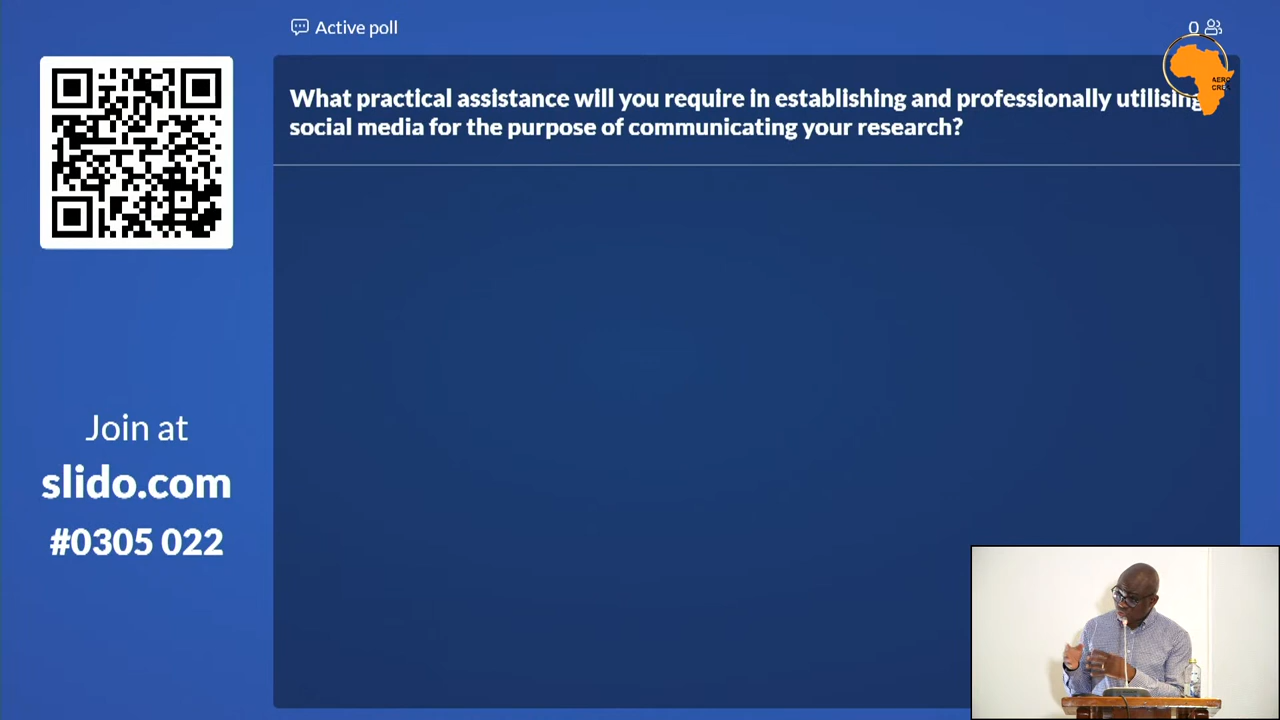 Active poll
0
AERO
What practical assistance will you require in establishing and professionally utilising
social media for the purpose of communicating your research?
Join at
slido.com
#0305 022